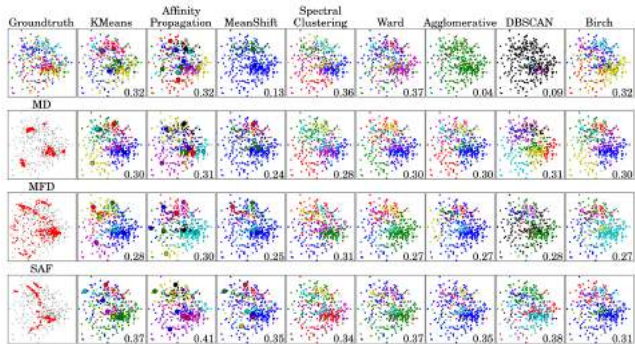 Groundtruth KMeans Affinity Propagation MeanShift Spectral Clustering Ward Agglomerative DBSCAN Birch
0.32 0.32 0.13 0.36 0.37 0.04 0.09 0.32
MD
0.30 0.31 0.24 0.28 0.30 0.30 0.31 0.30
MFD
0.28 0.30 0.25 0.31 0.27 0.27 0.28 0.27
SAF
0.37 0.41 0.35 0.34 0.37 0.35 0.38 0.31